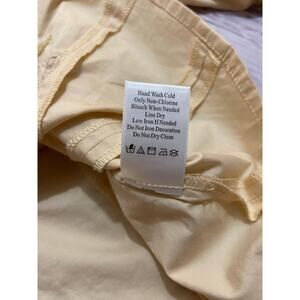 Hand Wash Cold
Only Non-Chlorine
Bleach When Needed
Line Dry
Low Iron If Needed
Do Not Iron Decoration
Do Not Dry Clean